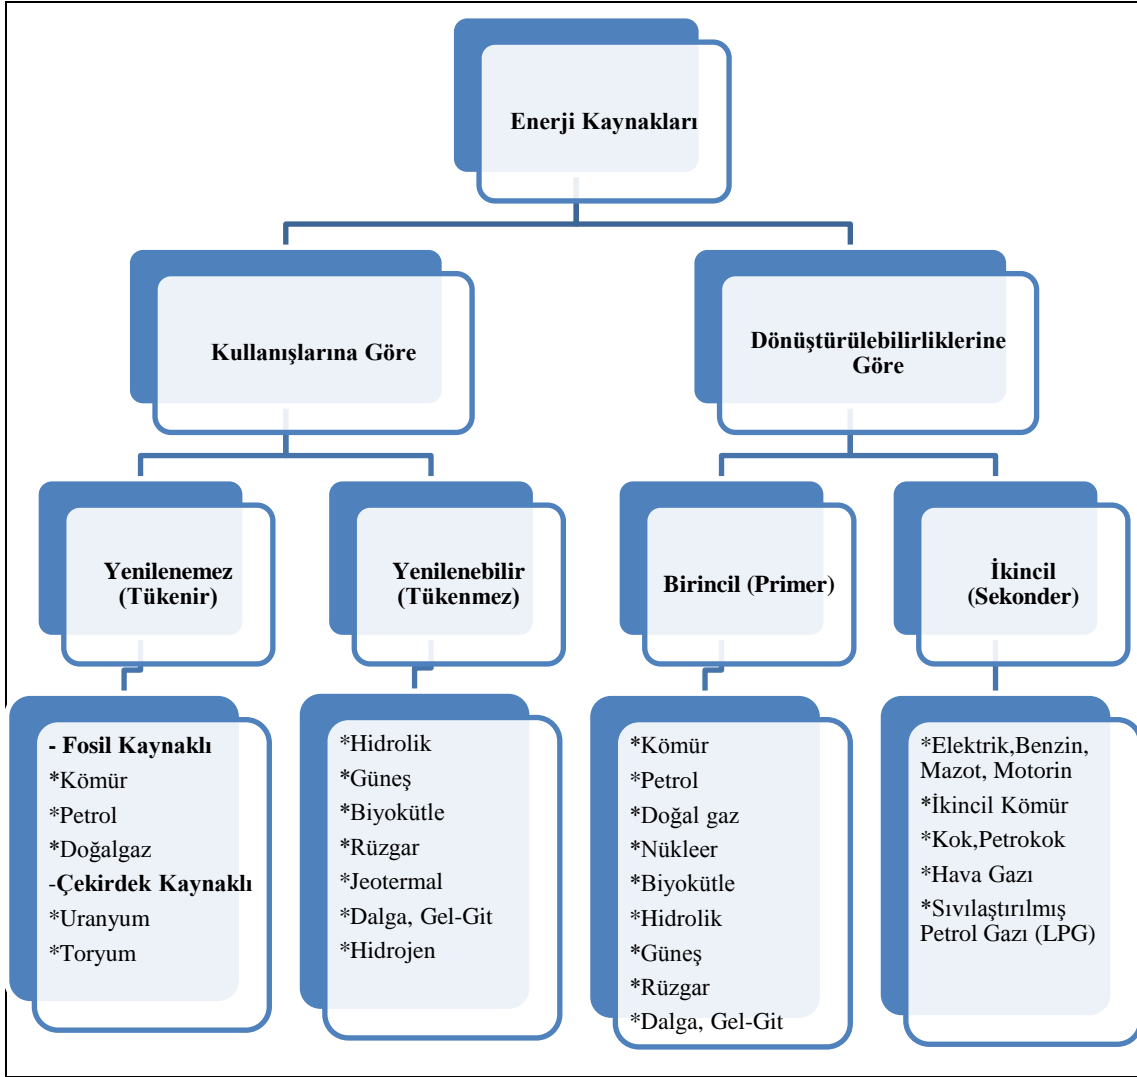 Enerji Kaynakları
Kullanışlarına Göre
Dönüştürülebilirliklerine
Göre
Yenilenemez
(Tükenir)
Yenilenebilir
(Tükenmez)
Birincil (Primer)
İkincil
(Sekonder)
- Fosil Kaynaklı
*Kömür
*Petrol
*Doğalgaz
-Çekirdek Kaynaklı
*Uranyum
*Toryum
*Hidrolik
*Güneş
*Biyokütle
*Rüzgar
*Jeotermal
*Dalga, Gel-Git
*Hidrojen
*Kömür
*Petrol
*Doğal gaz
*Nükleer
*Biyokütle
*Hidrolik
*Güneş
*Rüzgar
*Dalga, Gel-Git
*Elektrik,Benzin,
Mazot, Motorin
*İkincil Kömür
*Kok,Petrokok
*Hava Gazı
*Sıvılaştırılmış
Petrol Gazı (LPG)